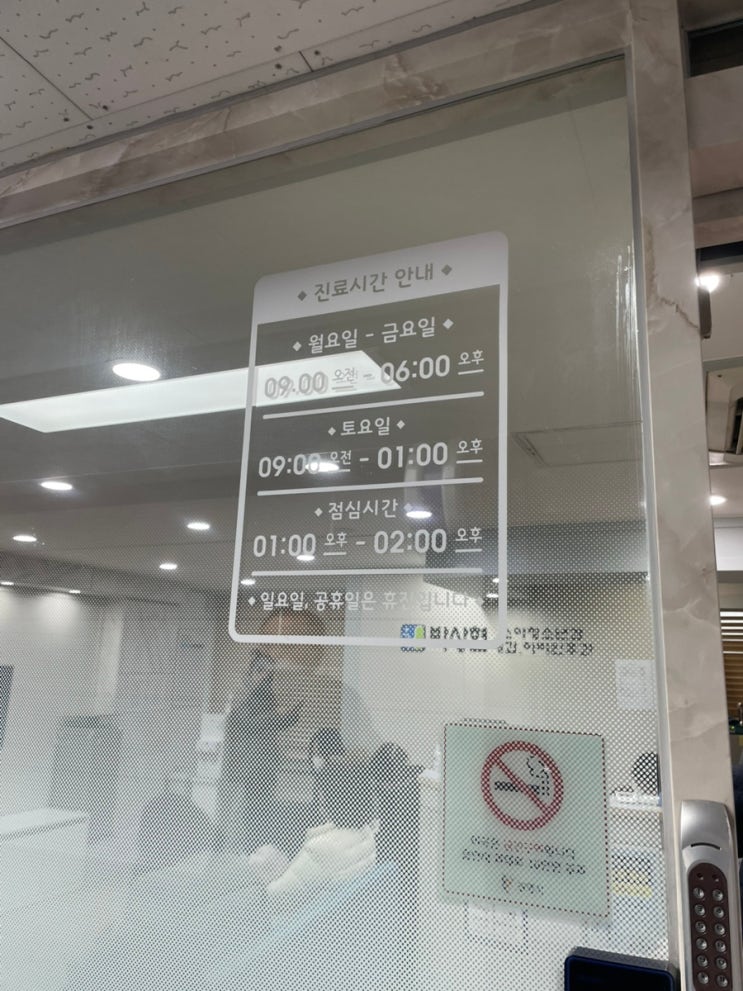 진료시간 안내
월요일 - 금요일
09:00 오전 - 06:00 오후
토요일
09:00 오전 - 01:00 오후
점심시간
01:00 오후 - 02:00 오후
일요일, 공휴일은 휴진입니다